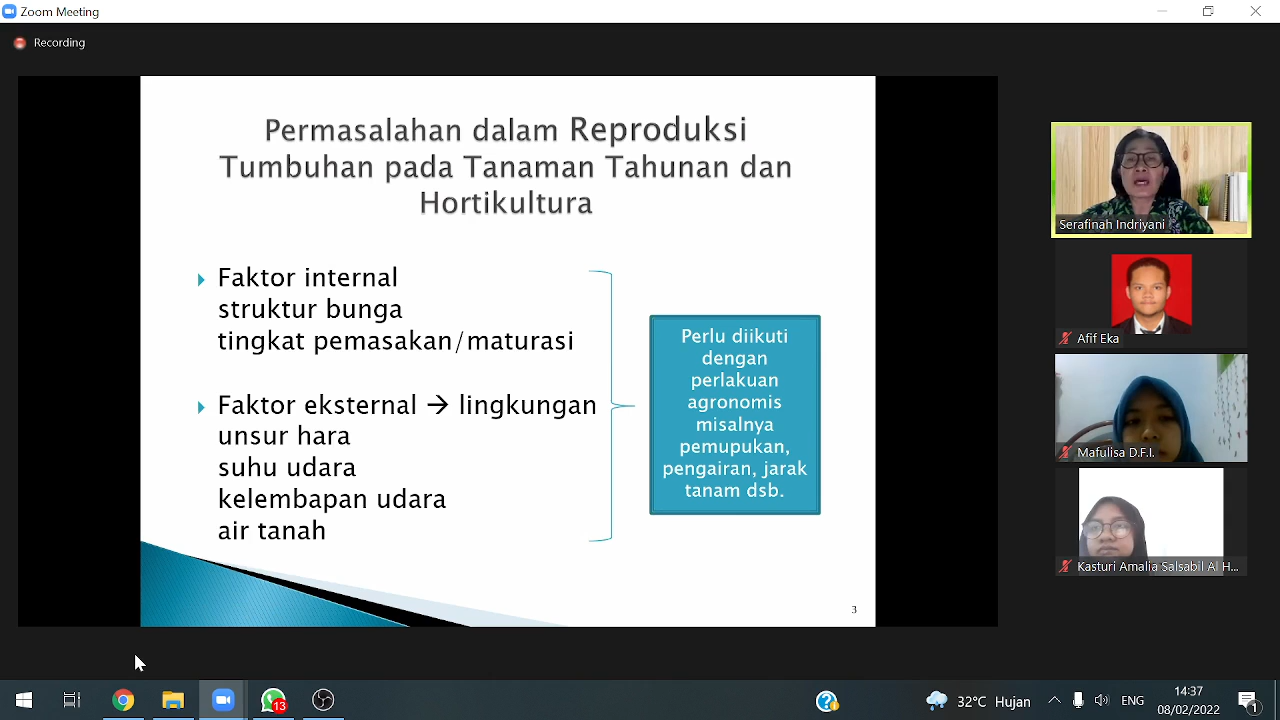 Zoom Meeting
Recording
Permasalahan dalam Reproduksi
Tumbuhan pada Tanaman Tahunan dan
Hortikultura
Faktor internal
struktur bunga
tingkat pemasakan/maturasi
Faktor eksternal → lingkungan
unsur hara
suhu udara
kelembapan udara
air tanah
Perlu diikuti
dengan
perlakuan
agronomis
misalnya
pemupukan,
pengairan, jarak
tanam dsb.
3
Serafinah Indriyani
Afif Eka
Mafulisa D.F.I.
Kasturi Amalia Salsabil Al H...
13
32°C Hujan
ENG
14:37
08/02/2022
1